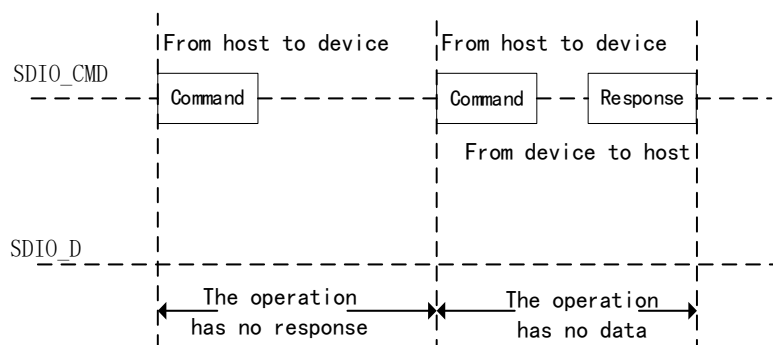 From host to device
From host to device
SDIO_CMD
Command
Command
Response
From device to host
SDIO_D
The operation
has no response
The operation
has no data